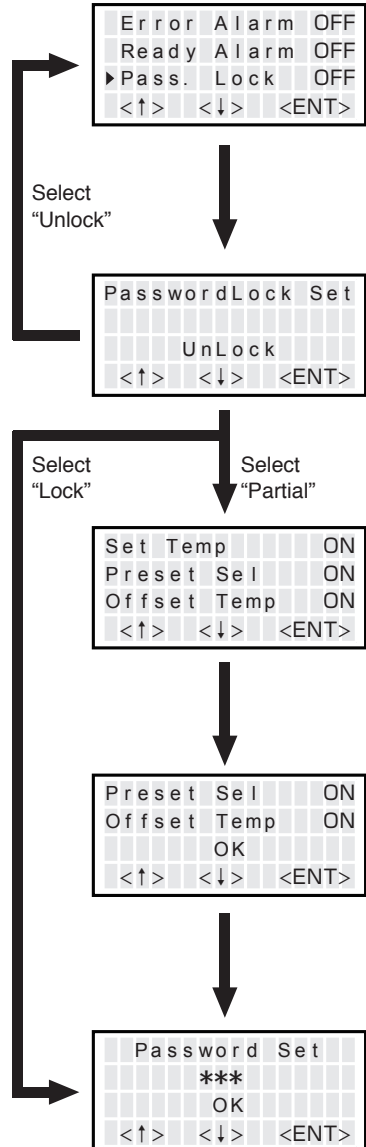 Error Alarm OFF
Ready Alarm OFF
▶Pass. Lock OFF
<↑> <↓> <ENT>
Select
“Unlock”
PasswordLock Set
UnLock
<↑> <↓> <ENT>
Select
“Lock”
Select
“Partial”
Set Temp ON
Preset Sel ON
Offset Temp ON
<↑> <↓> <ENT>
Preset Sel ON
Offset Temp ON
OK
<↑> <↓> <ENT>
Password Set
***
OK
<↑> <↓> <ENT>